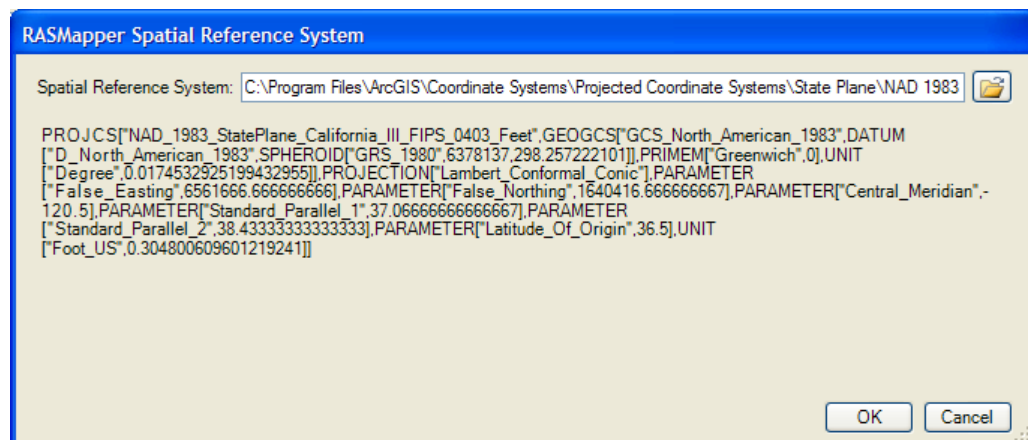 RASMapper Spatial Reference System
Spatial Reference System: C:\Program Files\ArcGIS\Coordinate Systems\Projected Coordinate Systems\State Plane\NAD 1983
PROJCS["NAD_1983_StatePlane_California_III_FIPS_0403_Feet",GEOGCS["GCS_North_American_1983",DATUM
["D_North_American_1983",SPHEROID["GRS_1980",6378137,298.257222101]],PRIMEM["Greenwich",0],UNIT
["Degree",0.0174532925199432955]],PROJECTION["Lambert_Conformal_Conic"],PARAMETER
["False_Easting",6561666.666666666],PARAMETER["False_Northing",1640416.666666667],PARAMETER["Central_Meridian",-
120.5],PARAMETER["Standard_Parallel_1",37.06666666666667],PARAMETER
["Standard_Parallel_2",38.43333333333333],PARAMETER["Latitude_Of_Origin",36.5],UNIT
["Foot_US",0.304800609601219241]]
OK Cancel